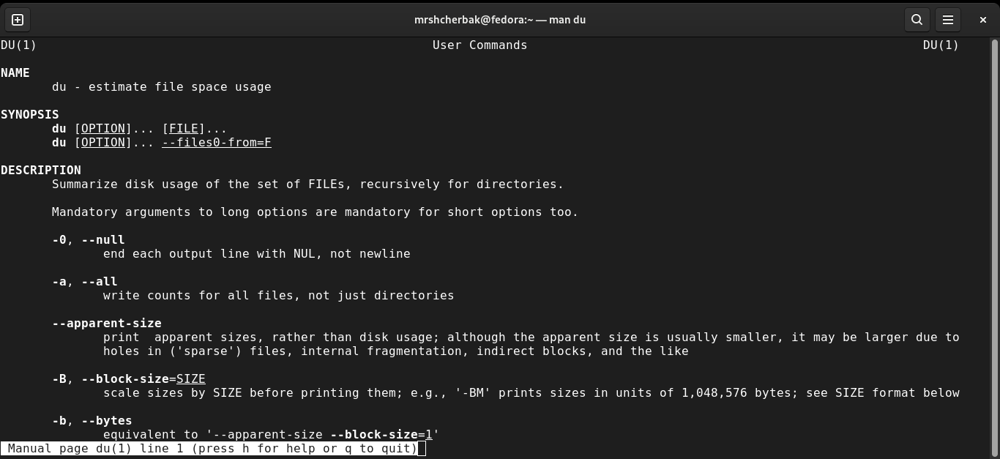 mrshcherbak@fedora:~ — man du
DU(1) User Commands DU(1)
NAME
du - estimate file space usage
SYNOPSIS
du [OPTION]... [FILE]...
du [OPTION]... --files0-from=F
DESCRIPTION
Summarize disk usage of the set of FILEs, recursively for directories.
Mandatory arguments to long options are mandatory for short options too.
-0, --null
end each output line with NUL, not newline
-a, --all
write counts for all files, not just directories
--apparent-size
print  apparent sizes, rather than disk usage; although the apparent size is usually smaller, it may be larger due to
holes in ('sparse') files, internal fragmentation, indirect blocks, and the like
-B, --block-size=SIZE
scale sizes by SIZE before printing them; e.g., '-BM' prints sizes in units of 1,048,576 bytes; see SIZE format below
-b, --bytes
equivalent to '--apparent-size --block-size=1'
Manual page du(1) line 1 (press h for help or q to quit)